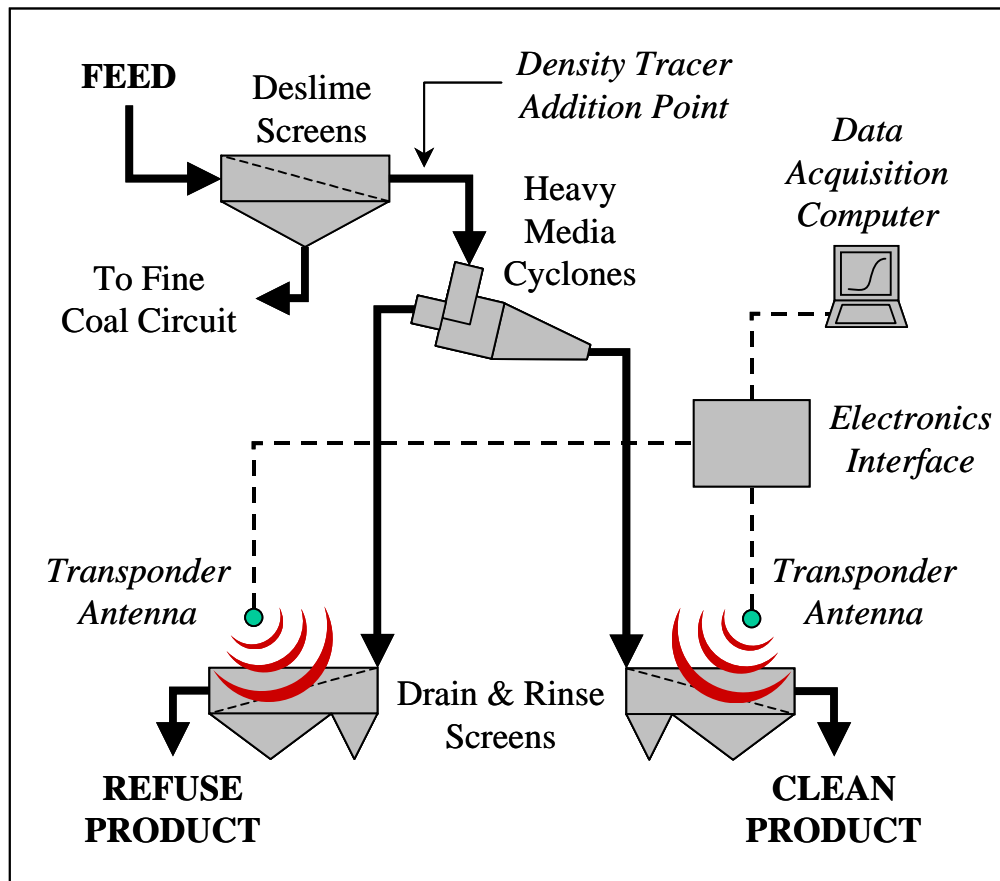 FEED
Deslime
Screens
Density Tracer
Addition Point
Data
Acquisition
Computer
Heavy
Media
Cyclones
To Fine
Coal Circuit
Electronics
Interface
Transponder
Antenna
Transponder
Antenna
Drain & Rinse
Screens
REFUSE
PRODUCT
CLEAN
PRODUCT